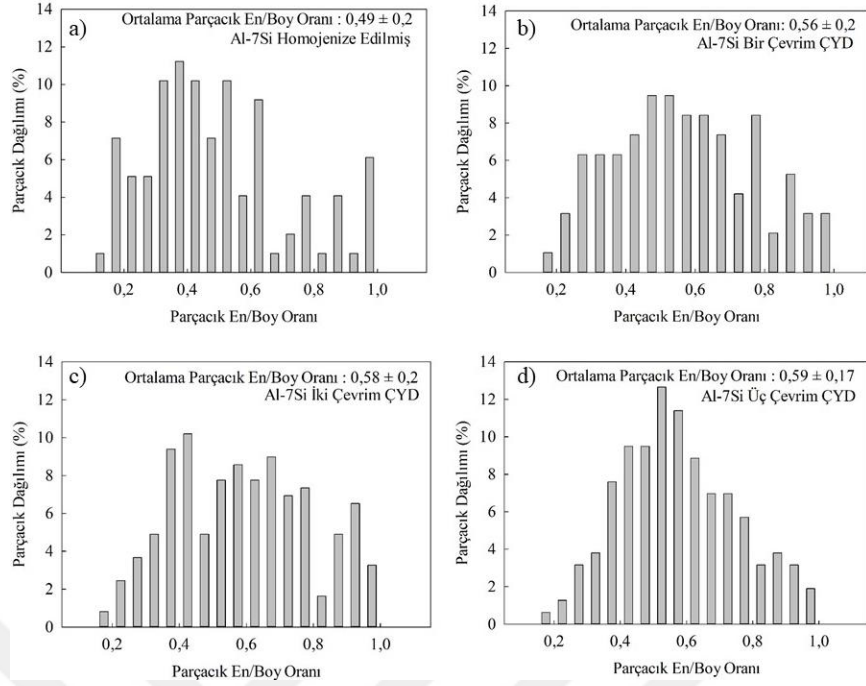 a)
Ortalama Parçacık En/Boy Oranı : 0,49 ± 0,2
Al-7Si Homojenize Edilmiş
Parçacık Dağılımı (%)
14
12
10
8
6
4
2
0
0,2 0,4 0,6 0,8 1,0
Parçacık En/Boy Oranı
b)
Ortalama Parçacık En/Boy Oranı: 0,56 ± 0,2
Al-7Si Bir Çevrim ÇYD
Parçacık Dağılımı (%)
14
12
10
8
6
4
2
0
0,2 0,4 0,6 0,8 1,0
Parçacık En/Boy Oranı
c)
Ortalama Parçacık En/Boy Oranı : 0,58 ± 0,2
Al-7Si İki Çevrim ÇYD
Parçacık Dağılımı (%)
14
12
10
8
6
4
2
0
0,2 0,4 0,6 0,8 1,0
Parçacık En/Boy Oranı
d)
Ortalama Parçacık En/Boy Oranı : 0,59 ± 0,17
Al-7Si Üç Çevrim ÇYD
Parçacık Dağılımı (%)
14
12
10
8
6
4
2
0
0,2 0,4 0,6 0,8 1,0
Parçacık En/Boy Oranı